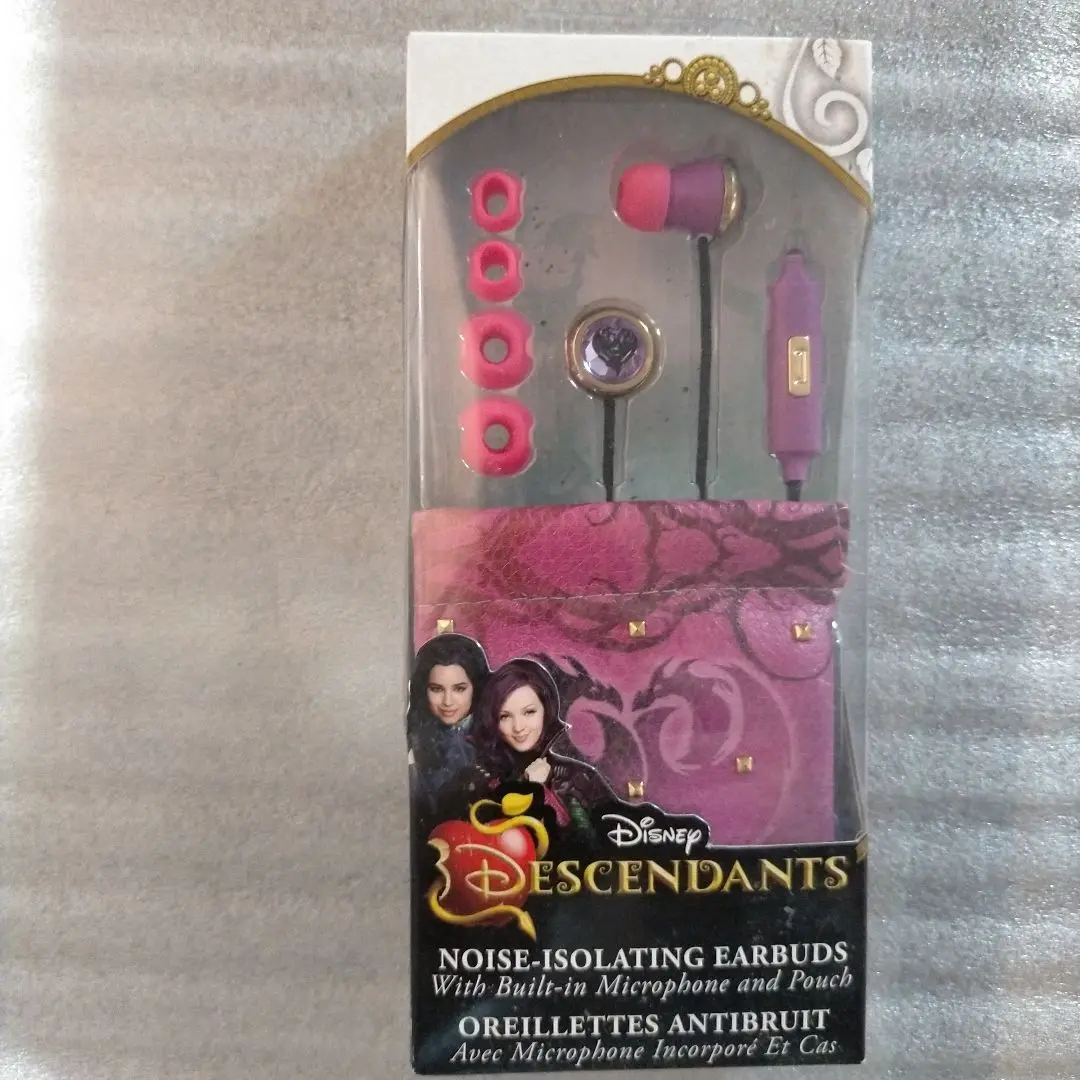 Disney
DESCENDANTS
NOISE-ISOLATING EARBUDS
With Built-in Microphone and Pouch
OREILLETTES ANTIBRUIT
Avec Microphone Incorporé Et Cas